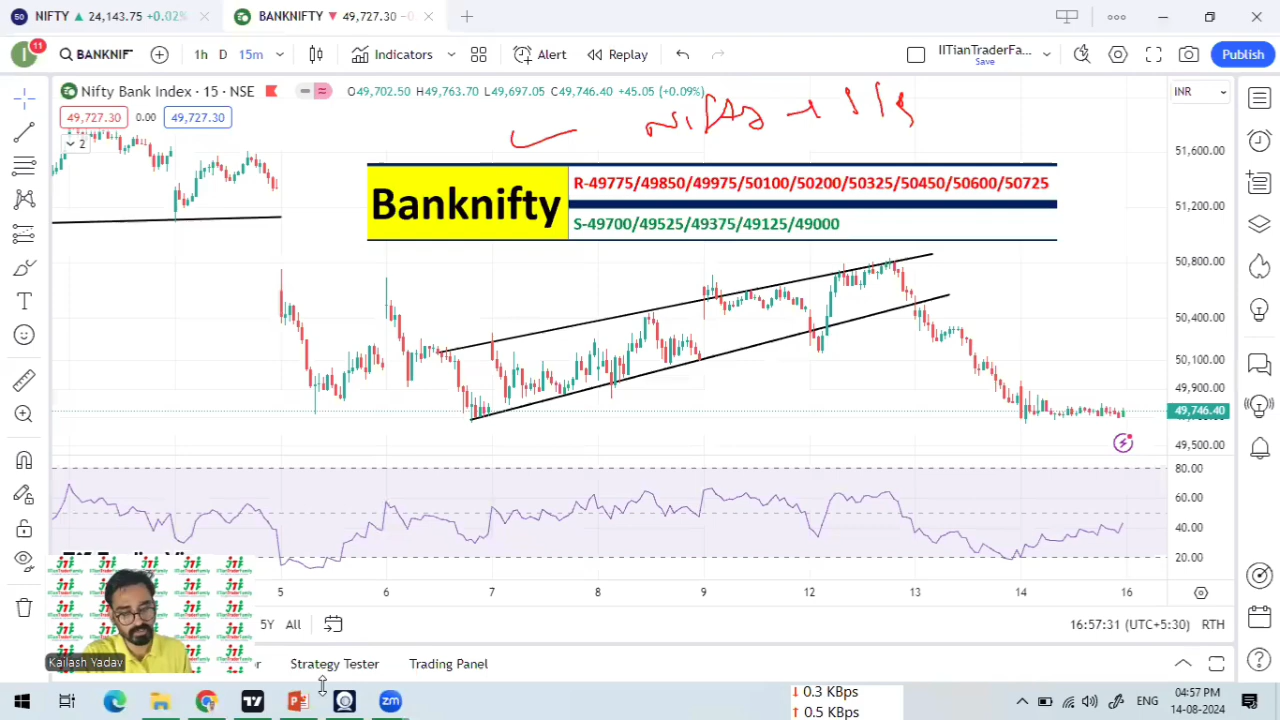 NIFTY ▲ 24,143.75 +0.02%
BANKNIFTY ▼ 49,727.30 −0
11
BANKNIF
1h D 15m
Indicators
Alert
Replay
IITianTraderFa...
Save
Publish
Nifty Bank Index · 15 · NSE
O49,702.50 H49,763.70 L49,697.05 C49,746.40 +45.05 (+0.09%)
INR
49,727.30 0.00 49,727.30
2
Nifty
Banknifty
R-49775/49850/49975/50100/50200/50325/50450/50600/50725
S-49700/49525/49375/49125/49000
51,600.00
51,200.00
50,800.00
50,400.00
50,100.00
49,900.00
49,746.40
49,500.00
80.00
60.00
40.00
20.00
5 6 7 8 9 12 13 14 16
5Y All
16:57:31 (UTC+5:30) RTH
Kailash Yadav
Strategy Tester
Trading Panel
0.3 KBps
0.5 KBps
ENG
04:57 PM
14-08-2024